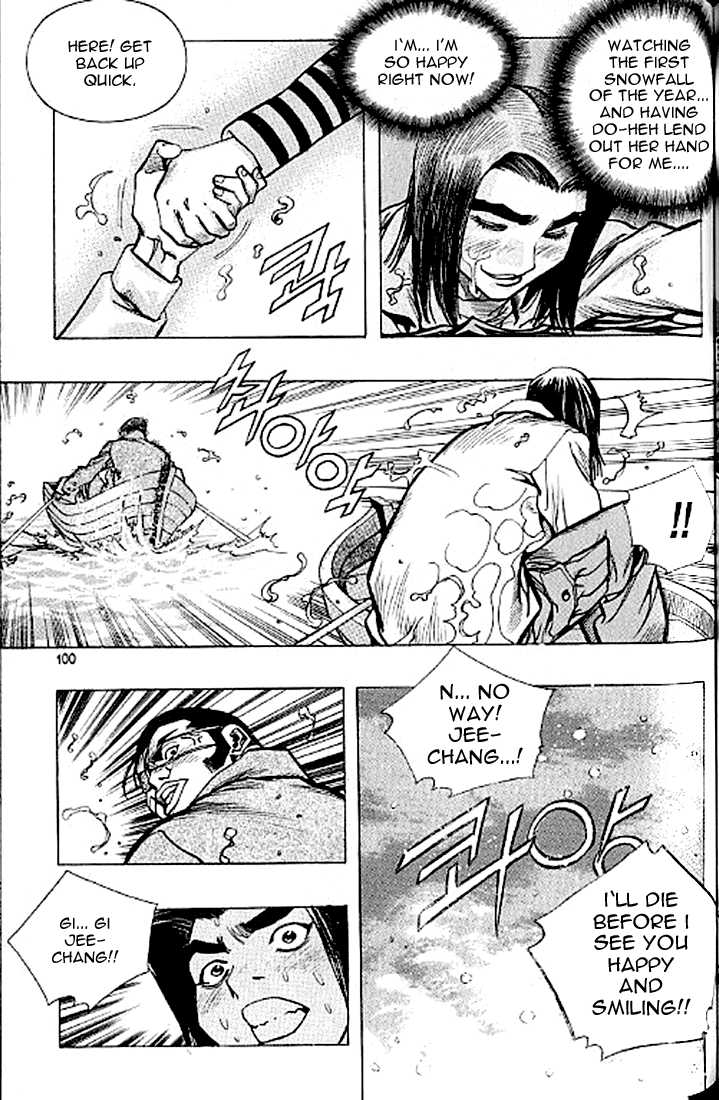 HERE! GET
BACK UP
QUICK.
콱
I'M... I'M
SO HAPPY
RIGHT NOW!
WATCHING
THE FIRST
SNOWFALL
OF THE YEAR...
AND HAVING
DO-HEH LEND
OUT HER HAND
FOR ME....
!!
100
GI... GI
JEE-
CHANG!!
N... NO
WAY!
JEE-
CHANG...!
I'LL DIE
BEFORE I
SEE YOU
HAPPY
AND
SMILING!!